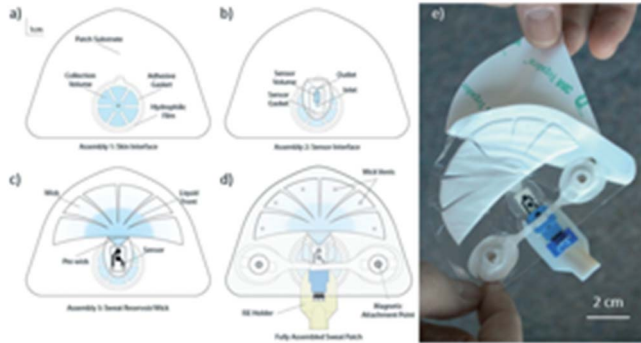 a)
1cm
Patch Substrate
Collection
Volume
Adhesive
Gasket
Hydrophilic
Film
Assembly 1: Skin Interface
b)
Sensor
Volume
Outlet
Sensor
Gasket
Inlet
Assembly 2: Sensor Interface
c)
Wick
Liquid
Front
Pre-wick
Sensor
Assembly 3: Sweat Reservoir/Wick
d)
Wick Vents
Holder
Magnetic
Attachment Point
Fully Assembled Sweat Patch
e)
3M
2 cm